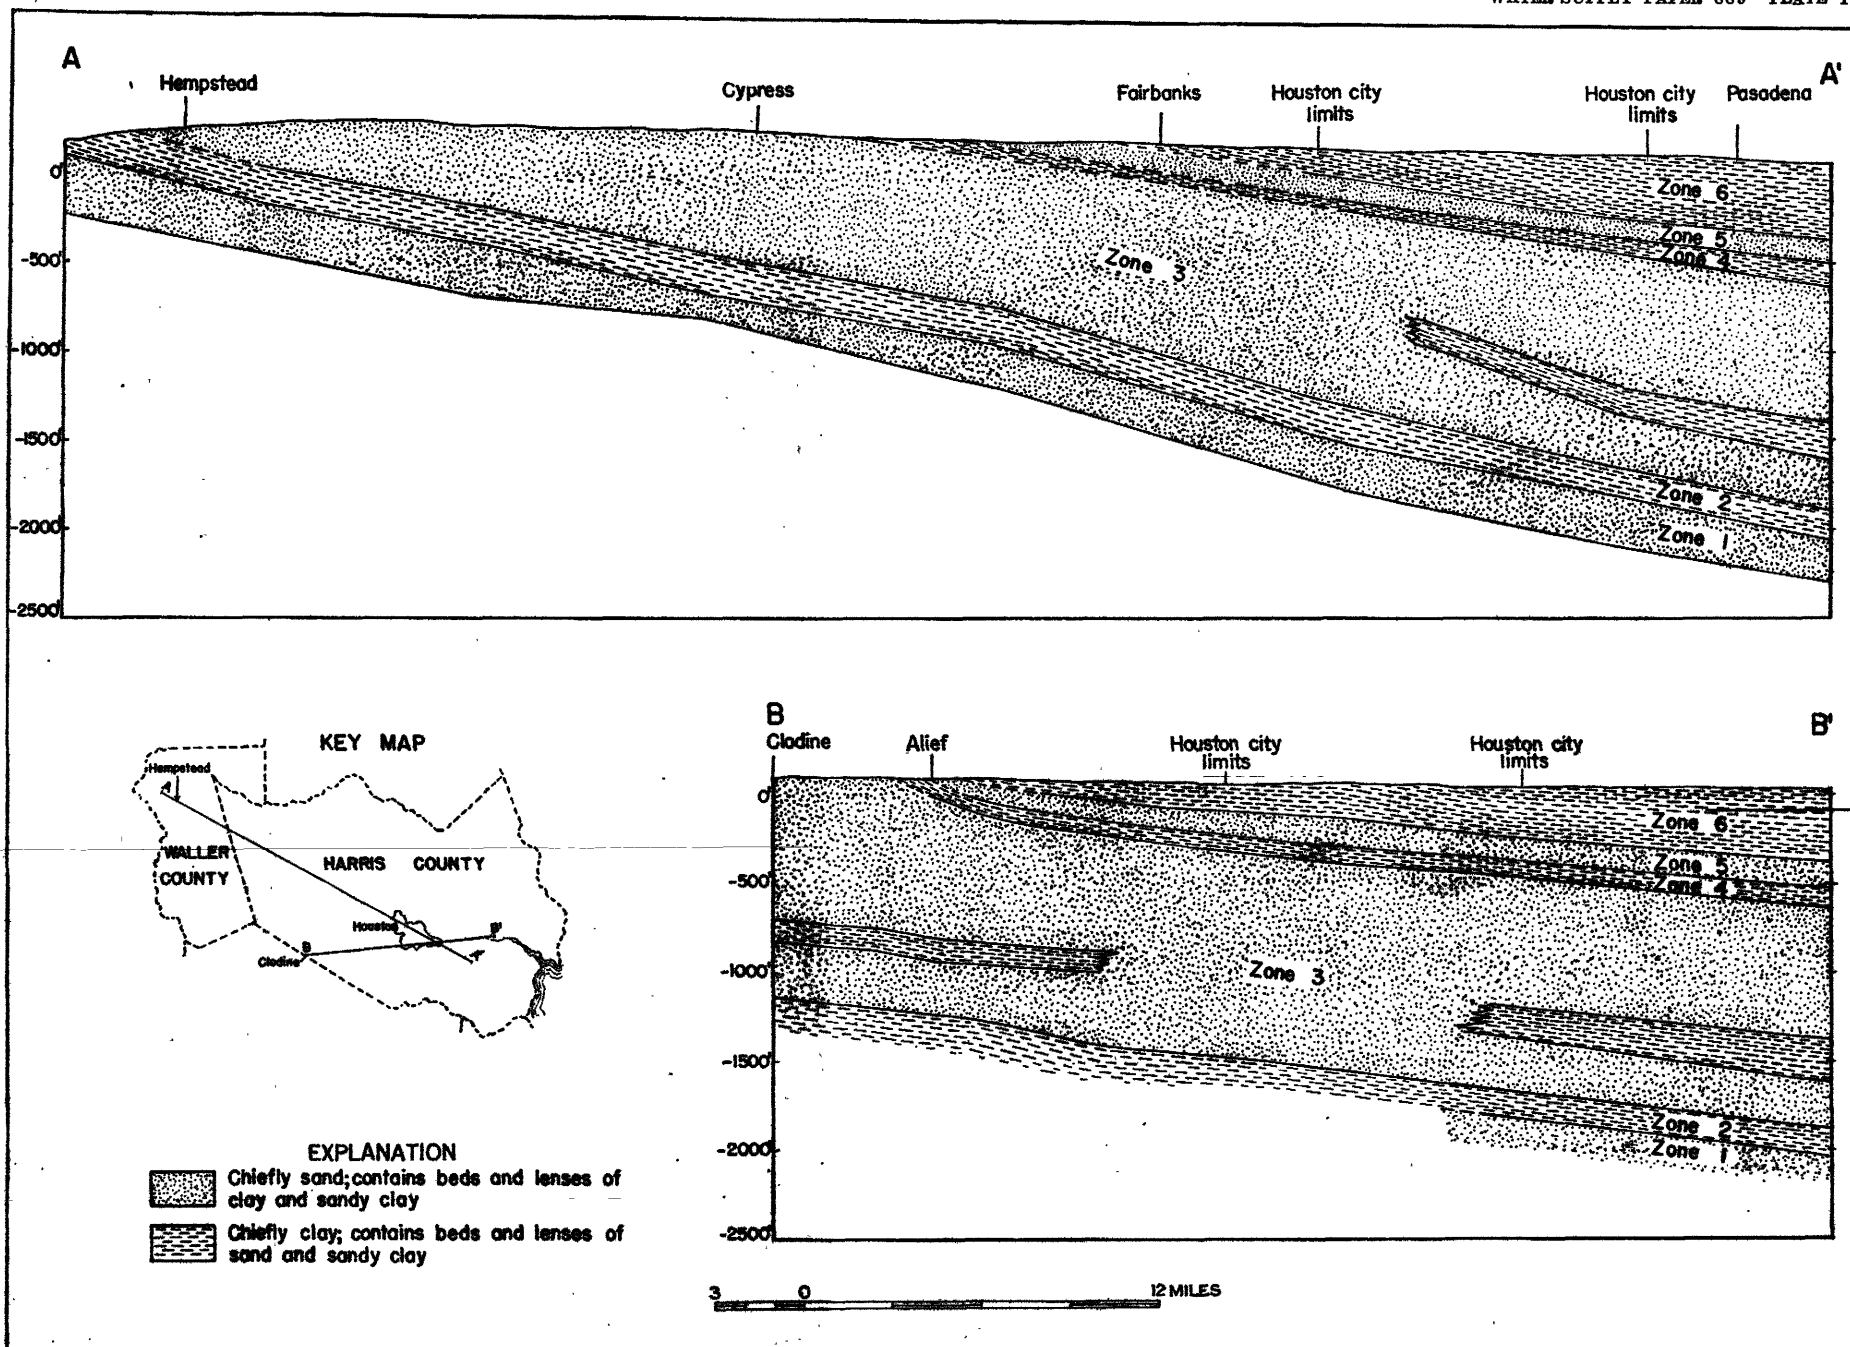 A
A'
Hempstead
Cypress
Fairbanks
Houston city
limits
Houston city
limits
Pasadena
0'
-500'
-1000'
-1500'
-2000'
-2500'
Zone 6
Zone 5
Zone 4
Zone 3
Zone 2
Zone 1
KEY MAP
Hempstead
A
WALLER
COUNTY
HARRIS COUNTY
Houston
B
B'
Clodine
A'
B
B'
Clodine
Alief
Houston city
limits
Houston city
limits
0'
-500'
-1000'
-1500'
-2000'
-2500'
Zone 6
Zone 5
Zone 4
Zone 3
Zone 2
Zone 1
EXPLANATION
Chiefly sand; contains beds and lenses of
clay and sandy clay
Chiefly clay; contains beds and lenses of
sand and sandy clay
3 0 12 MILES